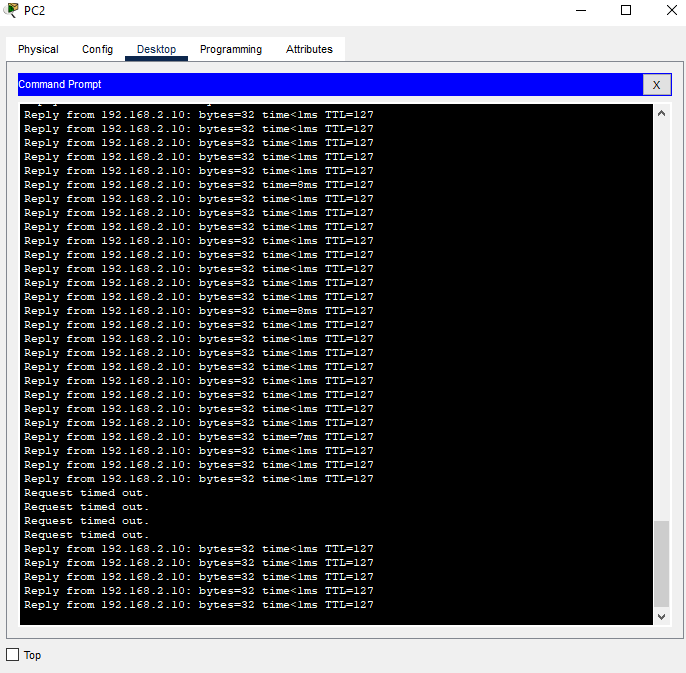 PC2
Physical Config Desktop Programming Attributes
Command Prompt X
Reply from 192.168.2.10: bytes=32 time<1ms TTL=127
Reply from 192.168.2.10: bytes=32 time<1ms TTL=127
Reply from 192.168.2.10: bytes=32 time<1ms TTL=127
Reply from 192.168.2.10: bytes=32 time<1ms TTL=127
Reply from 192.168.2.10: bytes=32 time<1ms TTL=127
Reply from 192.168.2.10: bytes=32 time=8ms TTL=127
Reply from 192.168.2.10: bytes=32 time<1ms TTL=127
Reply from 192.168.2.10: bytes=32 time<1ms TTL=127
Reply from 192.168.2.10: bytes=32 time<1ms TTL=127
Reply from 192.168.2.10: bytes=32 time<1ms TTL=127
Reply from 192.168.2.10: bytes=32 time<1ms TTL=127
Reply from 192.168.2.10: bytes=32 time<1ms TTL=127
Reply from 192.168.2.10: bytes=32 time<1ms TTL=127
Reply from 192.168.2.10: bytes=32 time<1ms TTL=127
Reply from 192.168.2.10: bytes=32 time=8ms TTL=127
Reply from 192.168.2.10: bytes=32 time<1ms TTL=127
Reply from 192.168.2.10: bytes=32 time<1ms TTL=127
Reply from 192.168.2.10: bytes=32 time<1ms TTL=127
Reply from 192.168.2.10: bytes=32 time<1ms TTL=127
Reply from 192.168.2.10: bytes=32 time<1ms TTL=127
Reply from 192.168.2.10: bytes=32 time<1ms TTL=127
Reply from 192.168.2.10: bytes=32 time<1ms TTL=127
Reply from 192.168.2.10: bytes=32 time<1ms TTL=127
Reply from 192.168.2.10: bytes=32 time=7ms TTL=127
Reply from 192.168.2.10: bytes=32 time<1ms TTL=127
Reply from 192.168.2.10: bytes=32 time<1ms TTL=127
Reply from 192.168.2.10: bytes=32 time<1ms TTL=127
Request timed out.
Request timed out.
Request timed out.
Request timed out.
Reply from 192.168.2.10: bytes=32 time<1ms TTL=127
Reply from 192.168.2.10: bytes=32 time<1ms TTL=127
Reply from 192.168.2.10: bytes=32 time<1ms TTL=127
Reply from 192.168.2.10: bytes=32 time<1ms TTL=127
Reply from 192.168.2.10: bytes=32 time<1ms TTL=127
Top